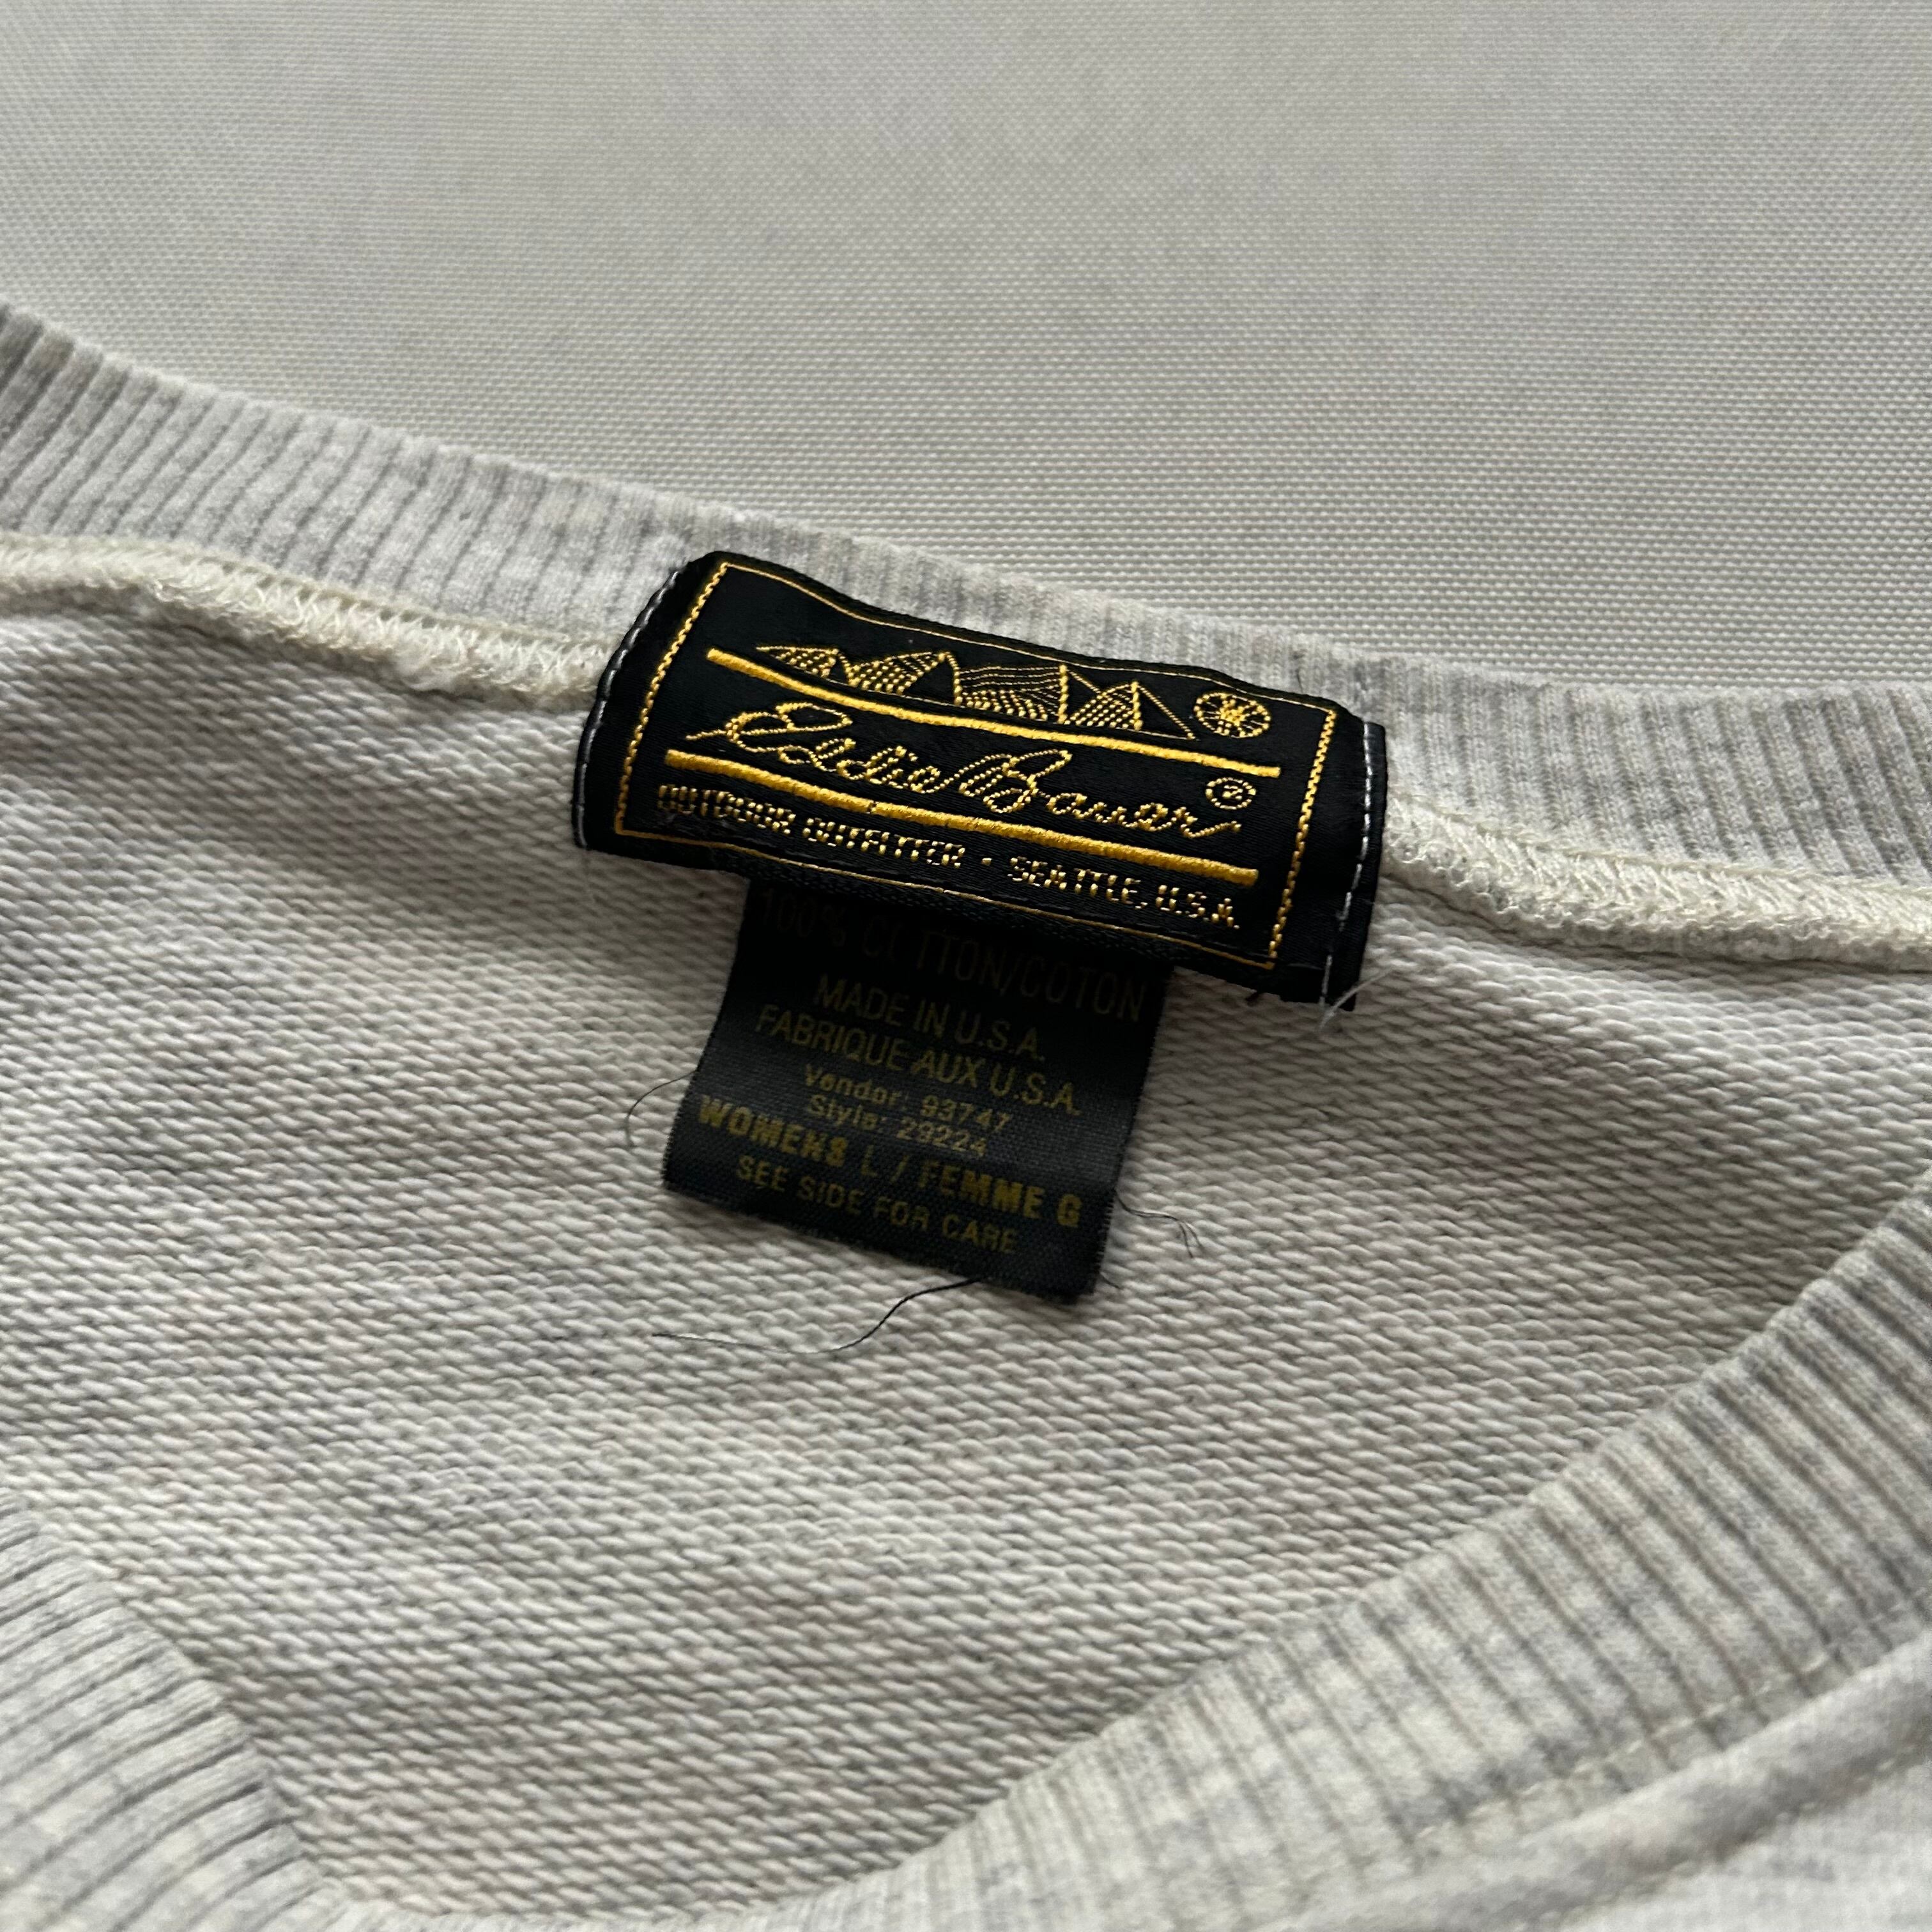 Eddie Bauer ®
OUTDOOR OUTFITTER · SEATTLE, U.S.A.
100% COTTON/COTON
MADE IN U.S.A.
FABRIQUE AUX U.S.A.
Vendor: 93747
Style: 29224
WOMENS L / FEMME G
SEE SIDE FOR CARE